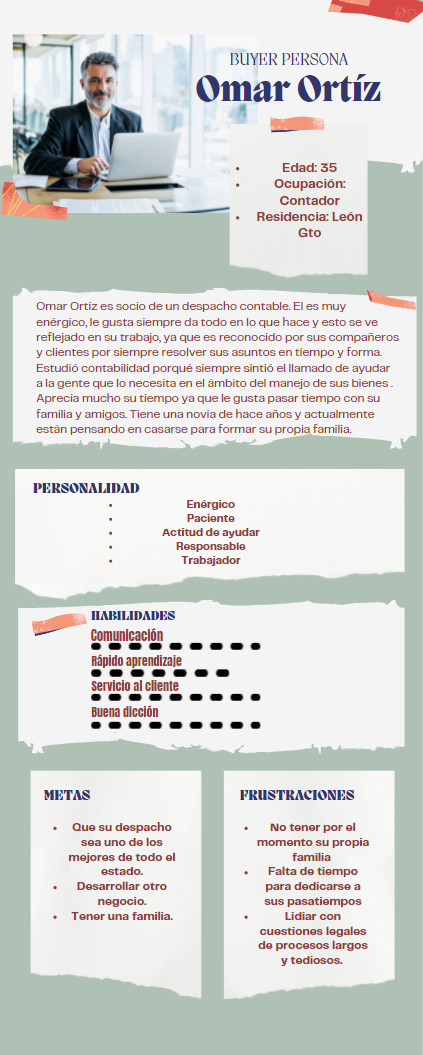 BUYER PERSONA
Omar Ortíz
Edad: 35
Ocupación:
Contador
Residencia: León
Gto
Omar Ortíz es socio de un despacho contable. El es muy
enérgico, le gusta siempre da todo en lo que hace y esto se ve
reflejado en su trabajo, ya que es reconocido por sus compañeros
y clientes por siempre resolver sus asuntos en tiempo y forma.
Estudió contabilidad porqué siempre sintió el llamado de ayudar
a la gente que lo necesita en el ámbito del manejo de sus bienes .
Aprecia mucho su tiempo ya que le gusta pasar tiempo con su
familia y amigos. Tiene una novia de hace años y actualmente
están pensando en casarse para formar su propia familia.
PERSONALIDAD
Enérgico
Paciente
Actitud de ayudar
Responsable
Trabajador
HABILIDADES
Comunicación
Rápido aprendizaje
Servicio al cliente
Buena dicción
METAS
Que su despacho
sea uno de los
mejores de todo el
estado.
Desarrollar otro
negocio.
Tener una familia.
FRUSTRACIONES
No tener por el
momento su propia
familia
Falta de tiempo
para dedicarse a
sus pasatiempos
Lidiar con
cuestiones legales
de procesos largos
y tediosos.